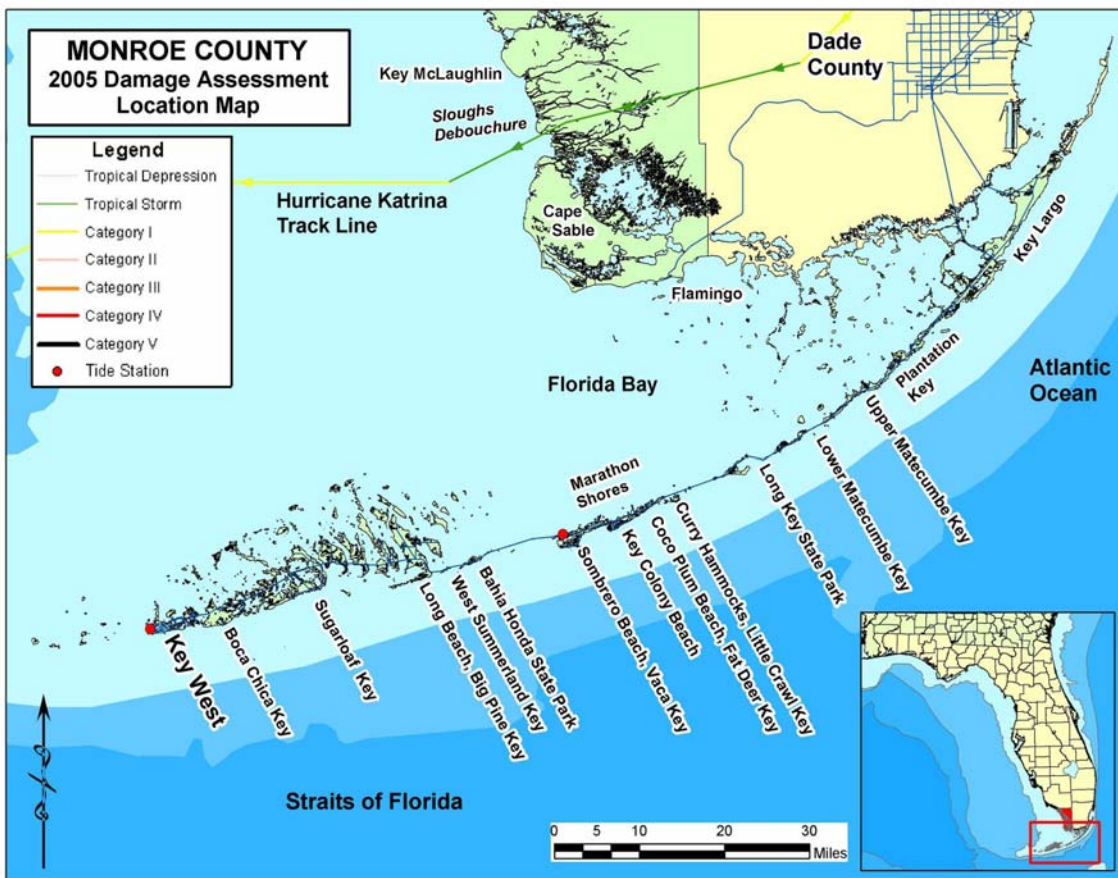 MONROE COUNTY
2005 Damage Assessment
Location Map
Legend
Tropical Depression
Tropical Storm
Category I
Category II
Category III
Category IV
Category V
Tide Station
Key McLaughlin
Sloughs
Debouchure
Dade
County
Hurricane Katrina
Track Line
Cape
Sable
Flamingo
Key Largo
Plantation
Key
Atlantic
Ocean
Florida Bay
Upper Matecumbe Key
Lower Matecumbe Key
Long Key State Park
Marathon
Shores
Curry Hammocks, Little Crawl Key
Coco Plum Beach, Fat Deer Key
Key Colony Beach
Sombrero Beach, Vaca Key
Bahia Honda State Park
West Summerland Key
Long Beach, Big Pine Key
Sugarloaf Key
Boca Chica Key
Key West
Straits of Florida
0 5 10 20 30
Miles